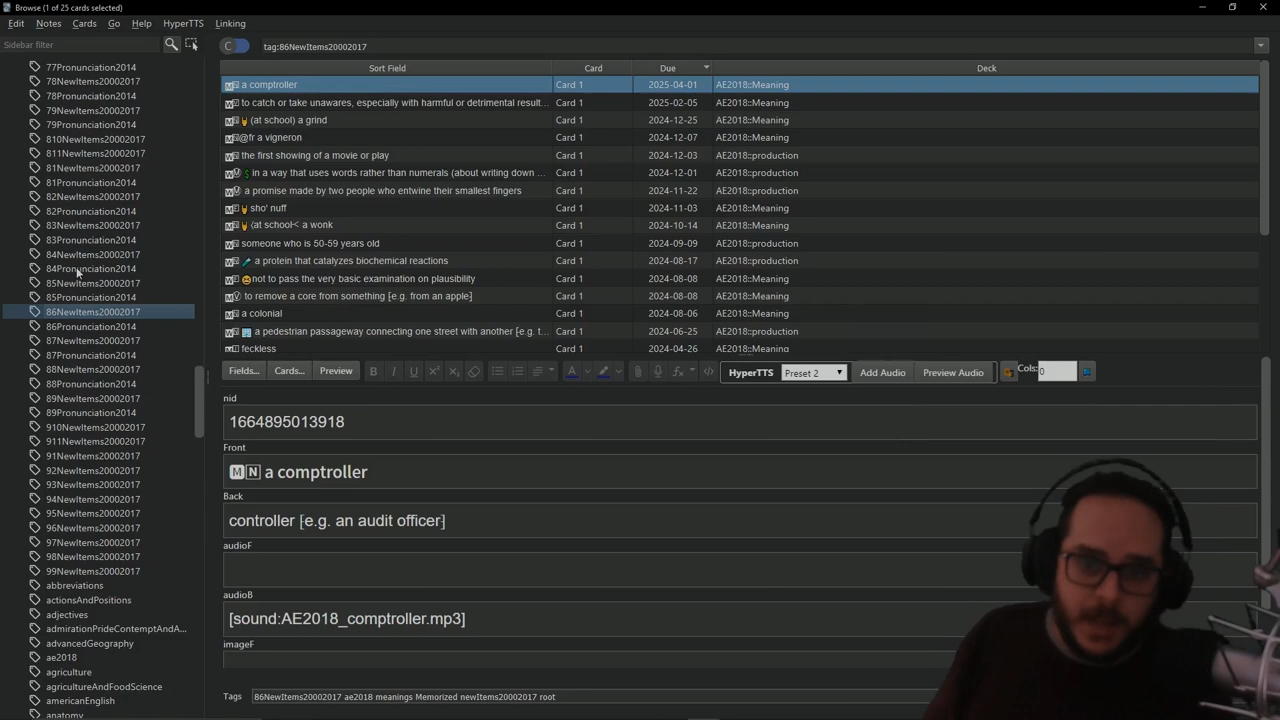 Browse (1 of 25 cards selected)
Edit Notes Cards Go Help HyperTTS Linking
Sidebar filter
tag:86NewItems20002017
77Pronunciation2014
78NewItems20002017
78Pronunciation2014
79NewItems20002017
79Pronunciation2014
810NewItems20002017
811NewItems20002017
81NewItems20002017
81Pronunciation2014
82NewItems20002017
82Pronunciation2014
83NewItems20002017
83Pronunciation2014
84NewItems20002017
84Pronunciation2014
85NewItems20002017
85Pronunciation2014
86NewItems20002017
86Pronunciation2014
87NewItems20002017
87Pronunciation2014
88NewItems20002017
88Pronunciation2014
89NewItems20002017
89Pronunciation2014
910NewItems20002017
911NewItems20002017
91NewItems20002017
92NewItems20002017
93NewItems20002017
94NewItems20002017
95NewItems20002017
96NewItems20002017
97NewItems20002017
98NewItems20002017
99NewItems20002017
abbreviations
actionsAndPositions
adjectives
admirationPrideContemptAndA...
advancedGeography
ae2018
agriculture
agricultureAndFoodScience
americanEnglish
anatomy
Sort Field Card Due Deck
a comptroller Card 1 2025-04-01 AE2018::Meaning
to catch or take unawares, especially with harmful or detrimental result... Card 1 2025-02-05 AE2018::Meaning
(at school) a grind Card 1 2024-12-25 AE2018::Meaning
@fr a vigneron Card 1 2024-12-07 AE2018::Meaning
the first showing of a movie or play Card 1 2024-12-03 AE2018::production
in a way that uses words rather than numerals (about writing down ... Card 1 2024-12-01 AE2018::production
a promise made by two people who entwine their smallest fingers Card 1 2024-11-22 AE2018::production
sho' nuff Card 1 2024-11-03 AE2018::Meaning
(at school< a wonk Card 1 2024-10-14 AE2018::Meaning
someone who is 50-59 years old Card 1 2024-09-09 AE2018::production
a protein that catalyzes biochemical reactions Card 1 2024-08-17 AE2018::production
not to pass the very basic examination on plausibility Card 1 2024-08-08 AE2018::Meaning
to remove a core from something [e.g. from an apple] Card 1 2024-08-08 AE2018::Meaning
a colonial Card 1 2024-08-06 AE2018::Meaning
a pedestrian passageway connecting one street with another [e.g. t... Card 1 2024-06-25 AE2018::production
feckless Card 1 2024-04-26 AE2018::Meaning
Fields... Cards... Preview B I U HyperTTS Preset 2 Add Audio Preview Audio Cols: 0
nid
1664895013918
Front
M N a comptroller
Back
controller [e.g. an audit officer]
audioF
audioB
[sound:AE2018_comptroller.mp3]
imageF
Tags 86NewItems20002017 ae2018 meanings Memorized newItems20002017 root